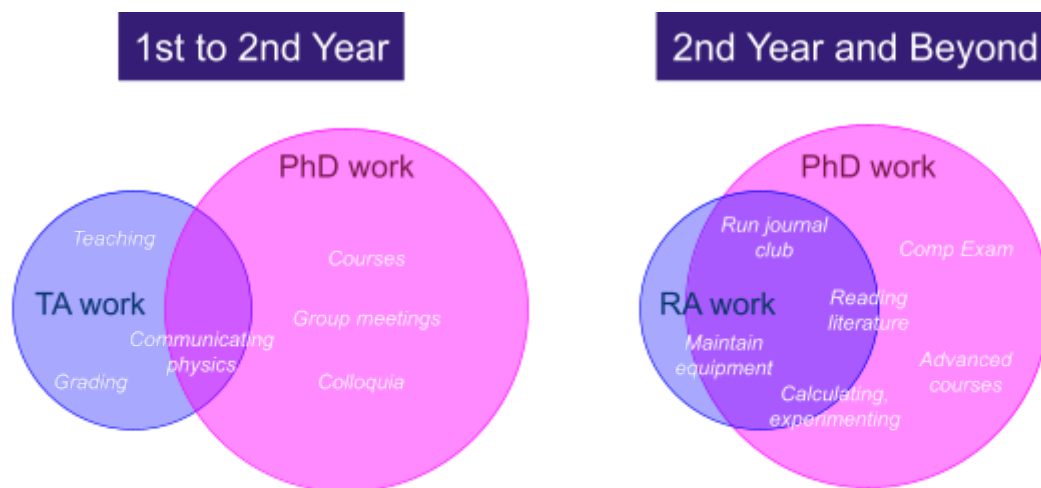 1st to 2nd Year
PhD work
Teaching
Courses
TA work
Group meetings
Communicating
physics
Grading
Colloquia
2nd Year and Beyond
PhD work
Run journal
club
Comp Exam
RA work
Reading
literature
Maintain
equipment
Advanced
courses
Calculating,
experimenting